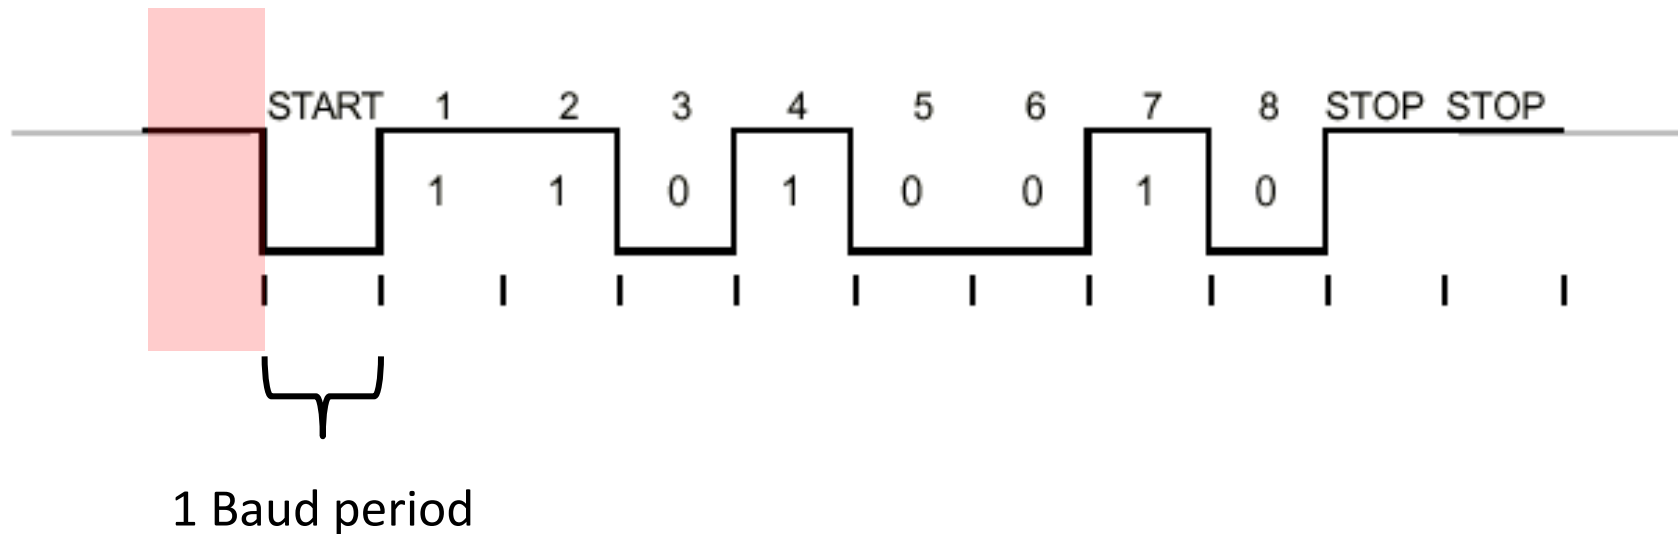 START 1 2 3 4 5 6 7 8 STOP STOP
1 1 0 1 0 0 1 0
1 Baud period